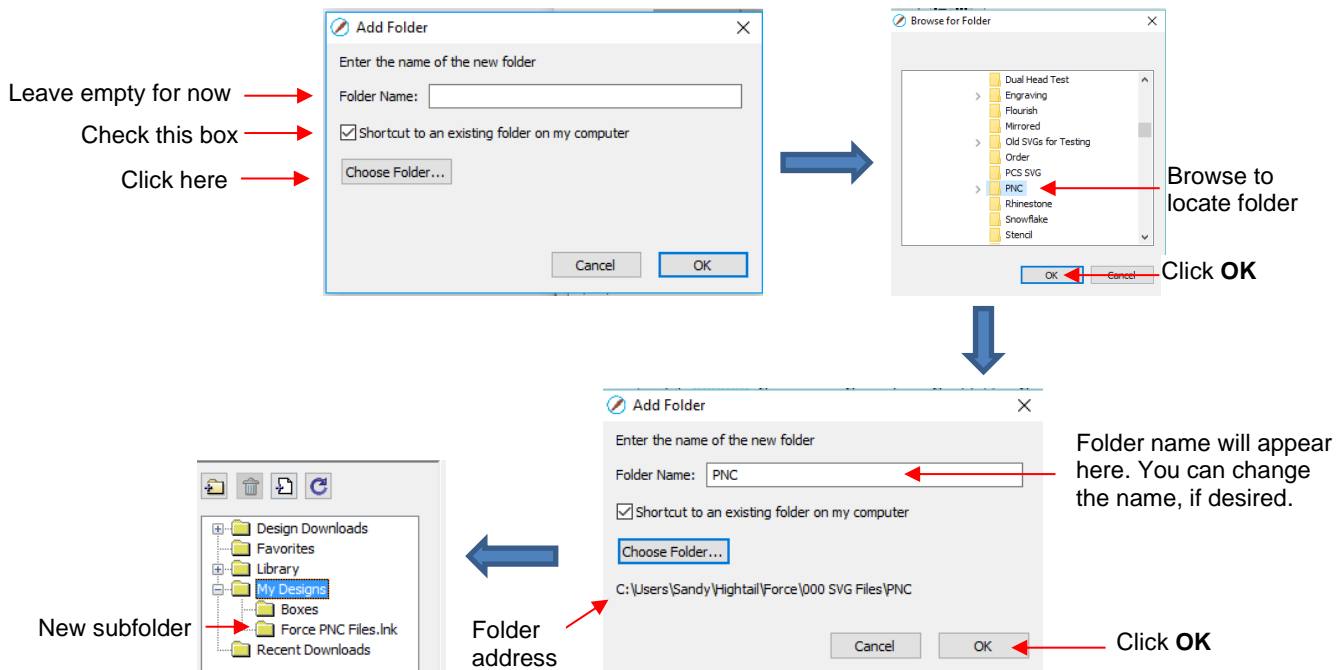 Add Folder
Enter the name of the new folder
Leave empty for now
Folder Name:
Check this box
Shortcut to an existing folder on my computer
Click here
Choose Folder...
Cancel
OK
Browse for Folder
Dual Head Test
Engraving
Flourish
Mirrored
Old SVGs for Testing
Order
PCS SVG
PNC
Rhinestone
Snowflake
Stencil
Browse to
locate folder
OK
Cancel
Click OK
Add Folder
Enter the name of the new folder
Folder Name: PNC
Folder name will appear
here. You can change
the name, if desired.
Shortcut to an existing folder on my computer
Choose Folder...
C:\Users\Sandy\Hightail\Force\000 SVG Files\PNC
Folder
address
Cancel
OK
Click OK
Design Downloads
Favorites
Library
My Designs
Boxes
New subfolder
Force PNC Files.lnk
Recent Downloads